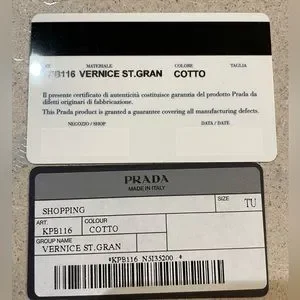 ART MATERIALE COLORE TAGLIA
KPB116 VERNICE ST.GRAN COTTO
Il presente certificato di autenticità costituisce garanzia del prodotto Prada da
difetti originari di fabbricazione.
This Prada product is granted a guarantee covering all manufacturing defects.
NEGOZIO / SHOP DATA / DATE
PRADA
MADE IN ITALY
SHOPPING
SIZE TU
ART. COLOUR
KPB116 COTTO
GROUP NAME
VERNICE ST.GRAN
*KPB116 N5I35200 *